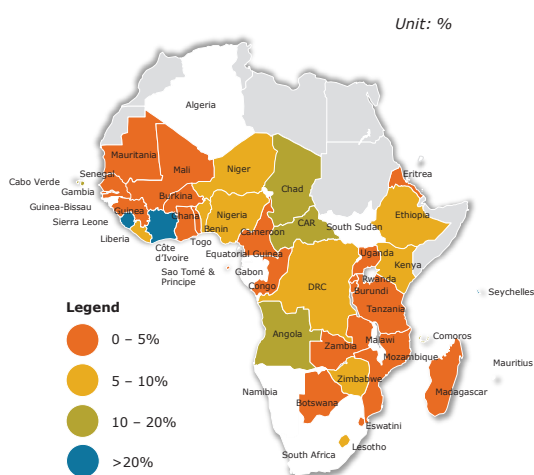 Unit: %
Algeria
Mauritania
Mali
Niger
Chad
Eritrea
Cabo Verde
Senegal
Gambia
Burkina
Guinea-Bissau
Guinea
Ghana
Nigeria
Benin
Ethiopia
Sierra Leone
Cameroon
CAR
South Sudan
Liberia
Togo
Côte
d’Ivoire
Equatorial Guinea
Uganda
Kenya
Sao Tomé &
Principe
Gabon
Congo
DRC
Rwanda
Burundi
Seychelles
Tanzania
Legend
0 – 5%
5 – 10%
10 – 20%
>20%
Angola
Zambia
Malawi
Comoros
Mozambique
Mauritius
Namibia
Zimbabwe
Botswana
Madagascar
Eswatini
South Africa
Lesotho